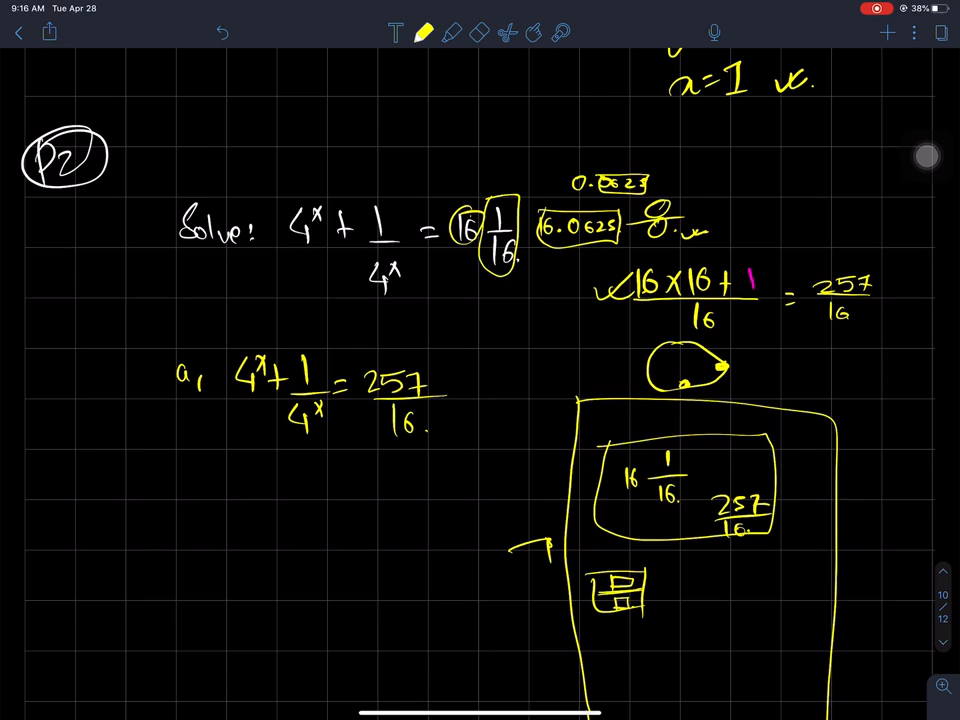 9:16 AM Tue Apr 28
38%
x=1
P2
0.0625
Solve: 4^x + 1/4^x = 16 1/16. 16.0625
(16×16+1)/16 = 257/16
a, 4^x + 1/4^x = 257/16.
16 1/16.
257/16.
10
/
12